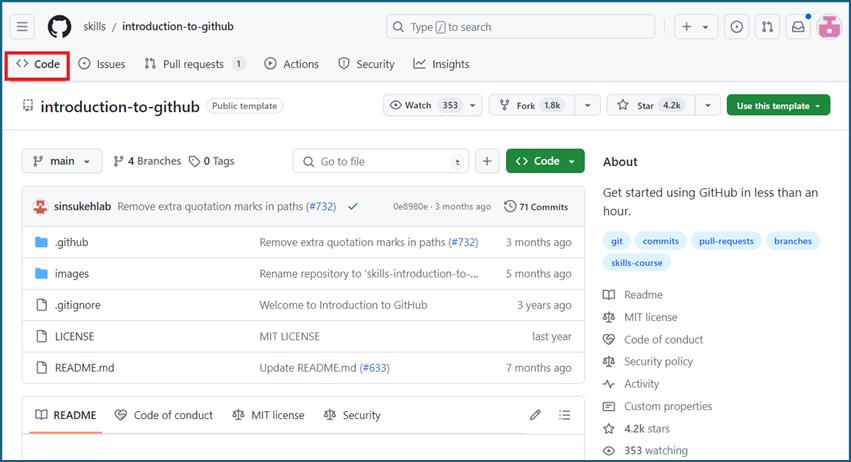 skills / introduction-to-github
Type / to search
Code
Issues
Pull requests 1
Actions
Security
Insights
introduction-to-github Public template
Watch 353
Fork 1.8k
Star 4.2k
Use this template
main
4 Branches
0 Tags
Go to file t
Code
sinsukehlab Remove extra quotation marks in paths (#732) 0e8980e · 3 months ago 71 Commits
.github Remove extra quotation marks in paths (#732) 3 months ago
images Rename repository to 'skills-introduction-to-... 5 months ago
.gitignore Welcome to Introduction to GitHub 3 years ago
LICENSE MIT LICENSE last year
README.md Update README.md (#633) 7 months ago
README
Code of conduct
MIT license
Security
About
Get started using GitHub in less than an
hour.
git commits pull-requests branches
skills-course
Readme
MIT license
Code of conduct
Security policy
Activity
Custom properties
4.2k stars
353 watching